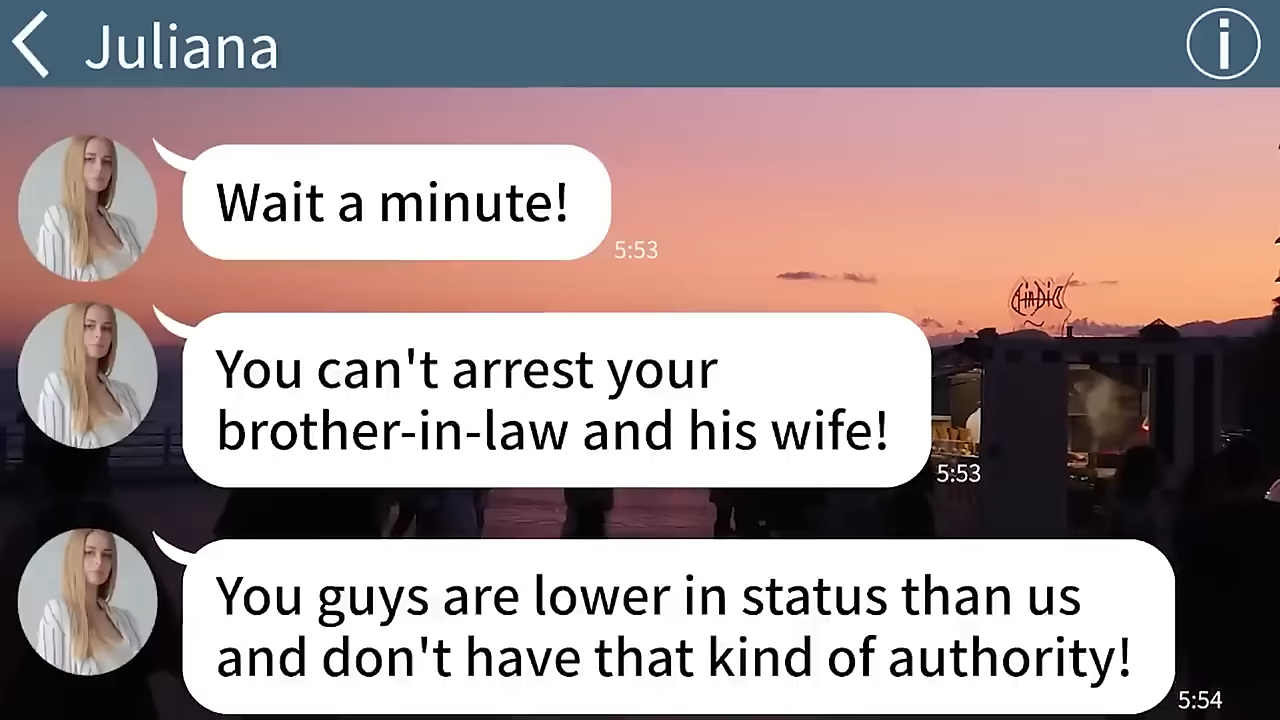 Juliana
Wait a minute!
5:53
You can't arrest your
brother-in-law and his wife!
5:53
You guys are lower in status than us
and don't have that kind of authority!
5:54